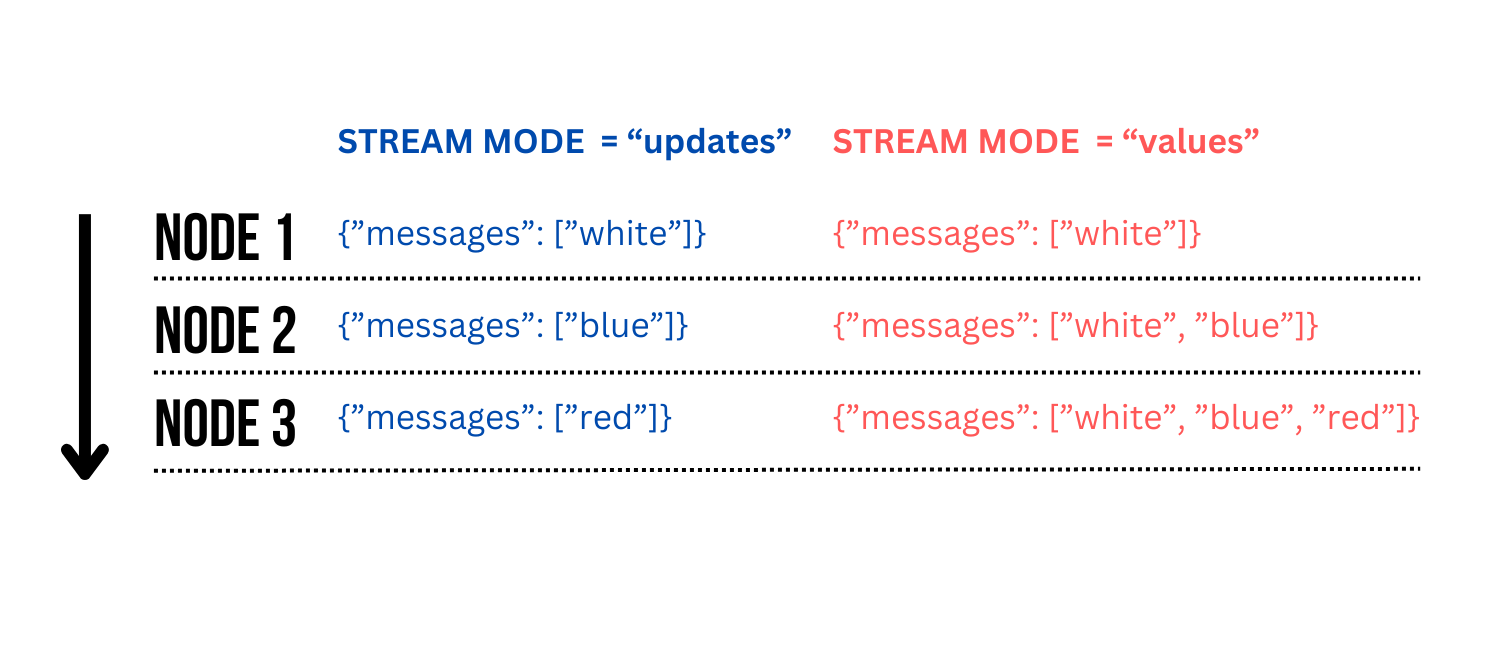 STREAM MODE = “updates” STREAM MODE = “values”
NODE 1 {”messages”: [”white”]} {”messages”: [”white”]}
NODE 2 {”messages”: [”blue”]} {”messages”: [”white”, ”blue”]}
NODE 3 {”messages”: [”red”]} {”messages”: [”white”, ”blue”, ”red”]}